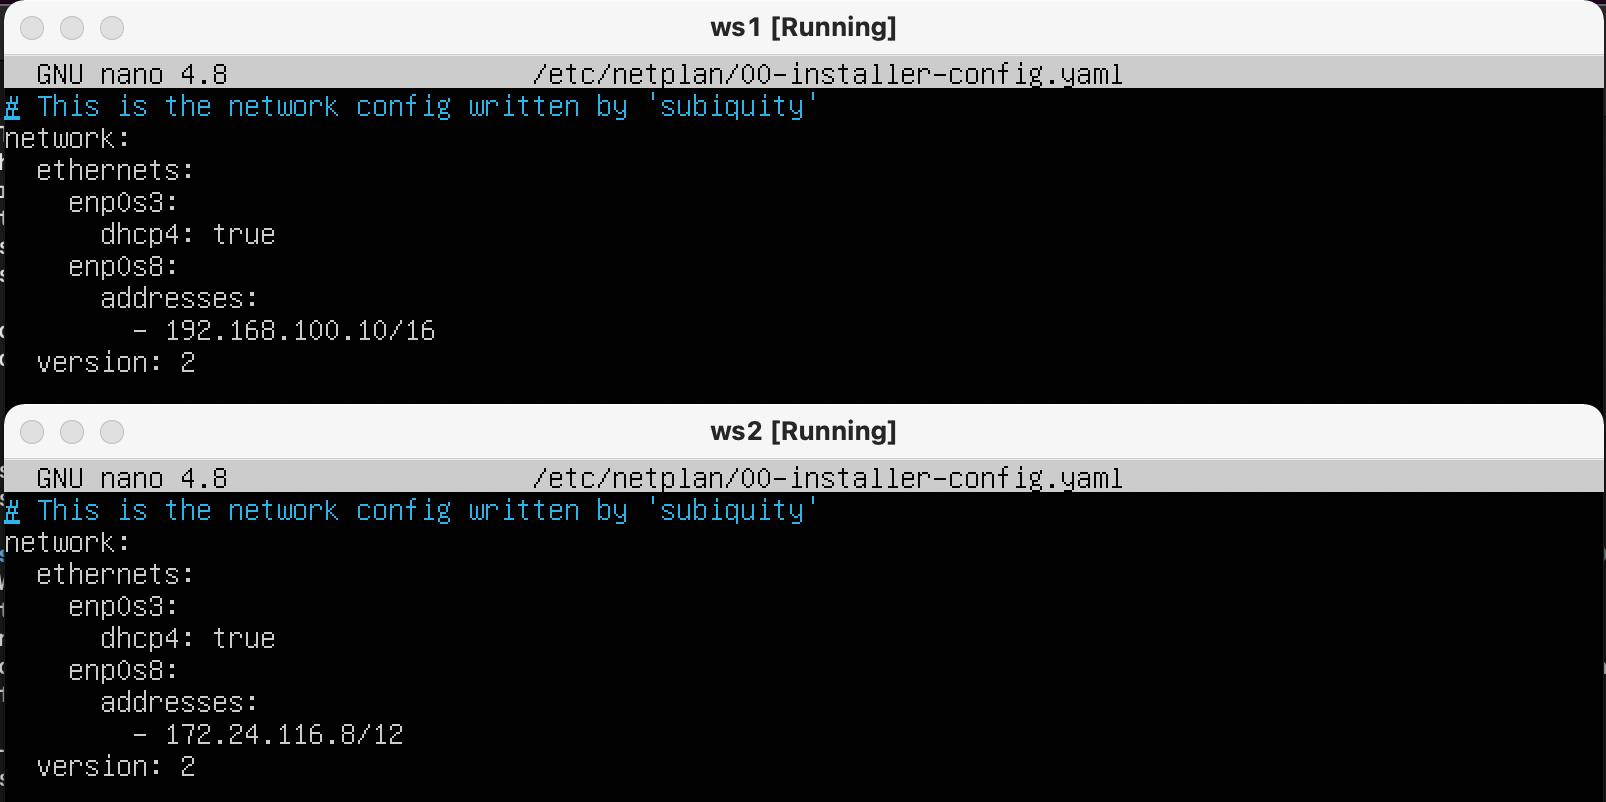 ws1 [Running]
GNU nano 4.8 /etc/netplan/00-installer-config.yaml
# This is the network config written by 'subiquity'
network:
  ethernets:
    enp0s3:
      dhcp4: true
    enp0s8:
      addresses:
        - 192.168.100.10/16
  version: 2
ws2 [Running]
GNU nano 4.8 /etc/netplan/00-installer-config.yaml
# This is the network config written by 'subiquity'
network:
  ethernets:
    enp0s3:
      dhcp4: true
    enp0s8:
      addresses:
        - 172.24.116.8/12
  version: 2